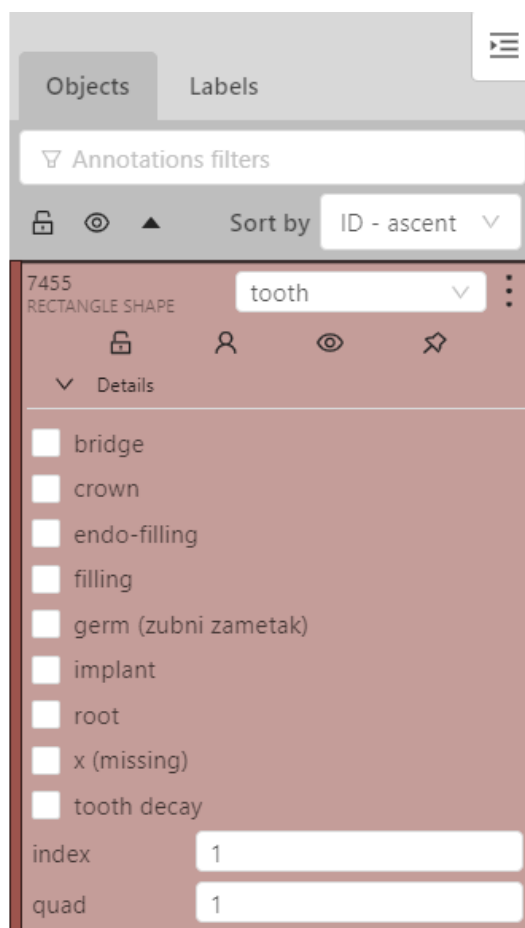 Objects Labels
Annotations filters
Sort by ID - ascent
7455 tooth
RECTANGLE SHAPE
Details
bridge
crown
endo-filling
filling
germ (zubni zametak)
implant
root
x (missing)
tooth decay
index 1
quad 1